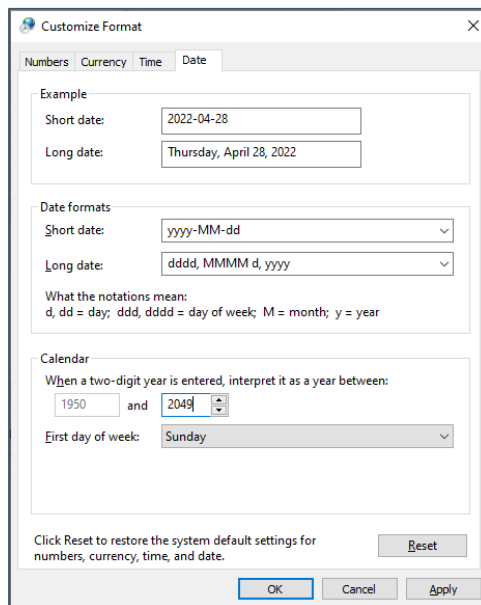 Customize Format
Numbers Currency Time Date
Example
Short date: 2022-04-28
Long date: Thursday, April 28, 2022
Date formats
Short date: yyyy-MM-dd
Long date: dddd, MMMM d, yyyy
What the notations mean:
d, dd = day; ddd, dddd = day of week; M = month; y = year
Calendar
When a two-digit year is entered, interpret it as a year between:
1950 and 2049
First day of week: Sunday
Click Reset to restore the system default settings for
numbers, currency, time, and date.
Reset
OK Cancel Apply